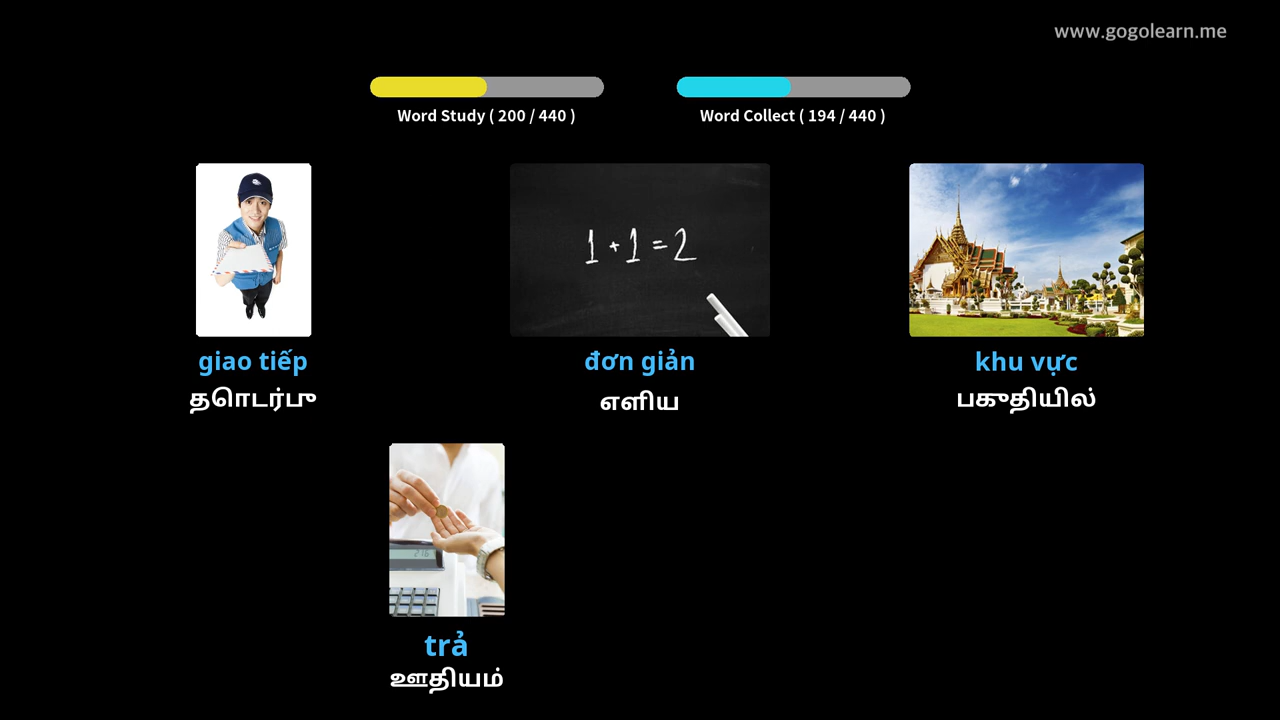 www.gogolearn.me
Word Study ( 200 / 440 )
Word Collect ( 194 / 440 )
1 + 1 = 2
giao tiếp
தொடர்பு
đơn giản
எளிய
khu vực
பகுதியில்
trả
ஊதியம்